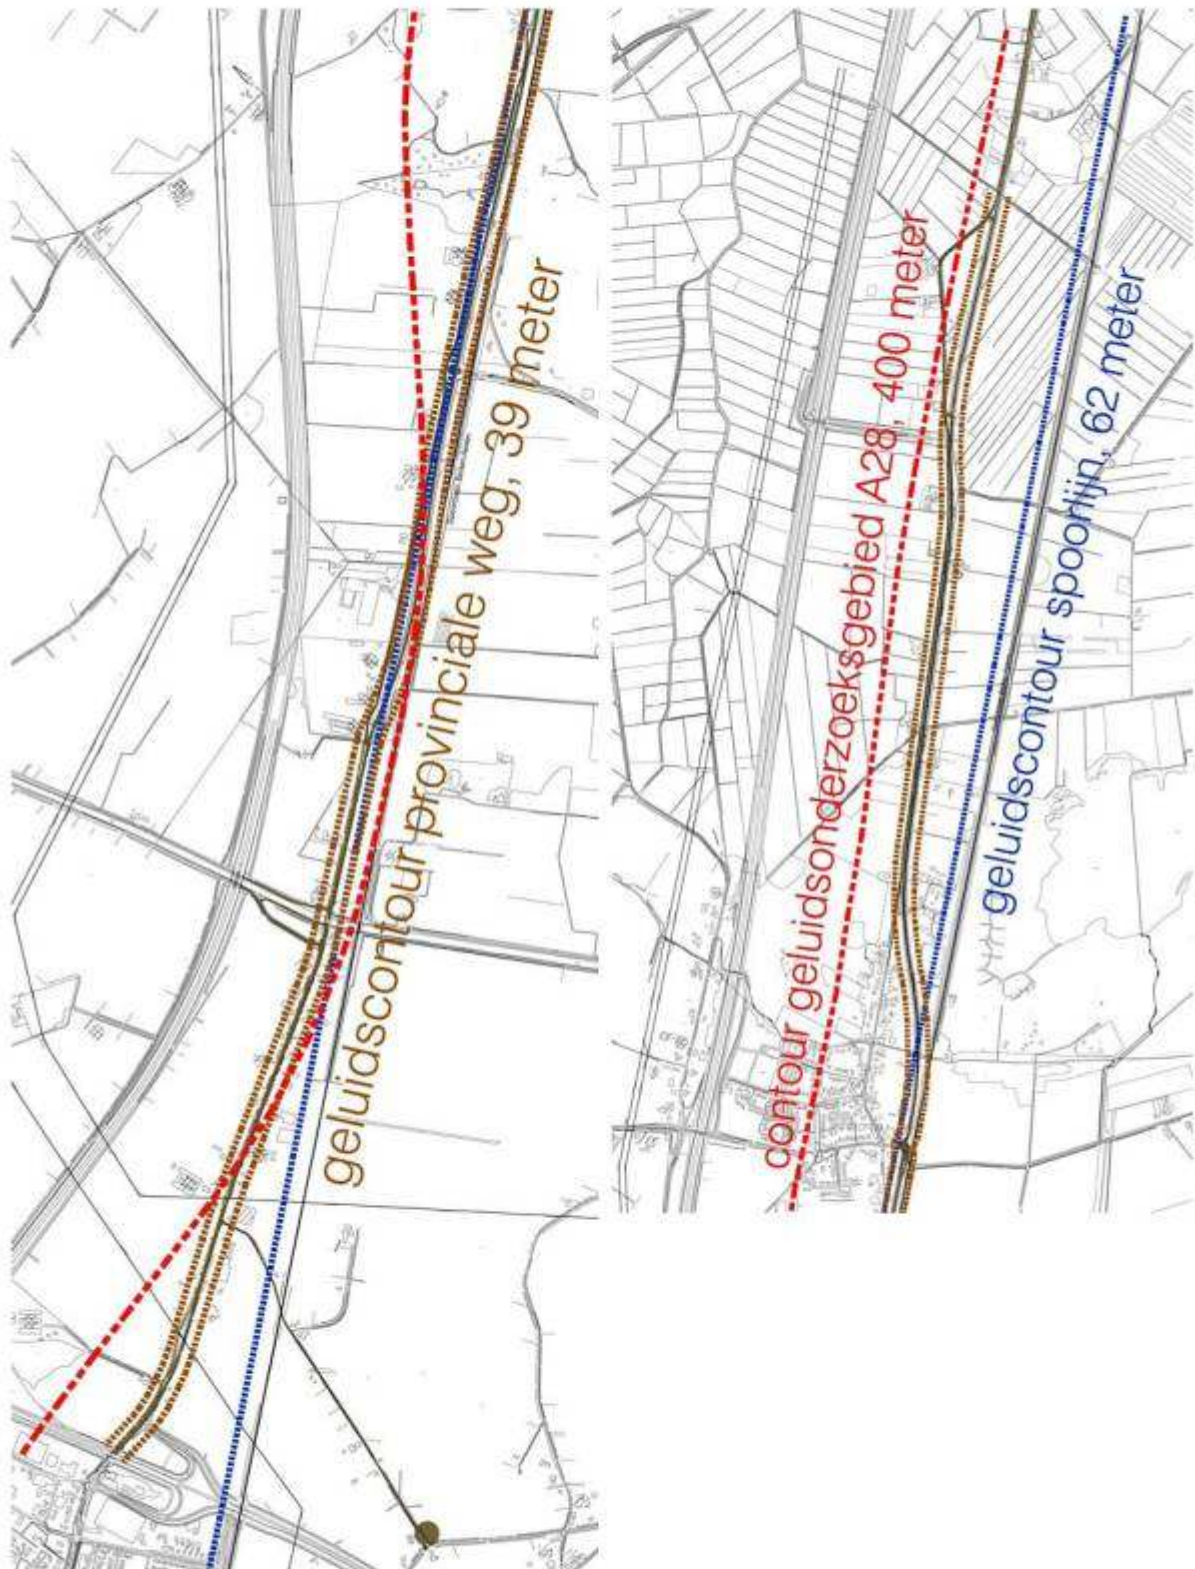 geluidscontour provinciale weg, 39 meter
contour geluidsonderzoeksgebied A28, 400 meter
geluidscontour spoorlijn, 62 meter